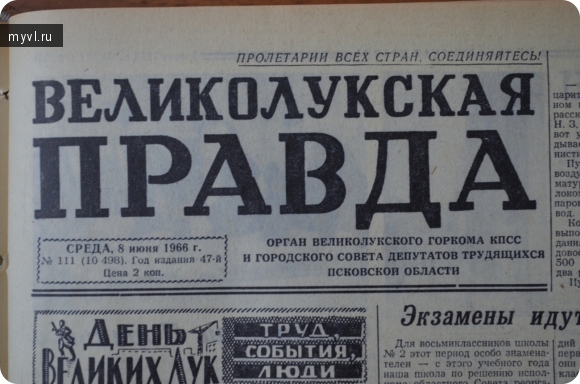 myvl.ru
ПРОЛЕТАРИИ ВСЕХ СТРАН, СОЕДИНЯЙТЕСЬ!
ВЕЛИКОЛУКСКАЯ
ПРАВДА
СРЕДА, 8 июня 1966 г.
№ 111 (10 498). Год издания 47-й
Цена 2 коп.
ОРГАН ВЕЛИКОЛУКСКОГО ГОРКОМА КПСС
И ГОРОДСКОГО СОВЕТА ДЕПУТАТОВ ТРУДЯЩИХСЯ
ПСКОВСКОЙ ОБЛАСТИ
ДЕНЬ
ВЕЛИКИХ ЛУК
ТРУД,
СОБЫТИЯ,
ЛЮДИ
Экзамены идут
Для восьмиклассников школы
№ 2 этот период особо знамена-
телен — с этого учебного года
наша школа по решению испол-